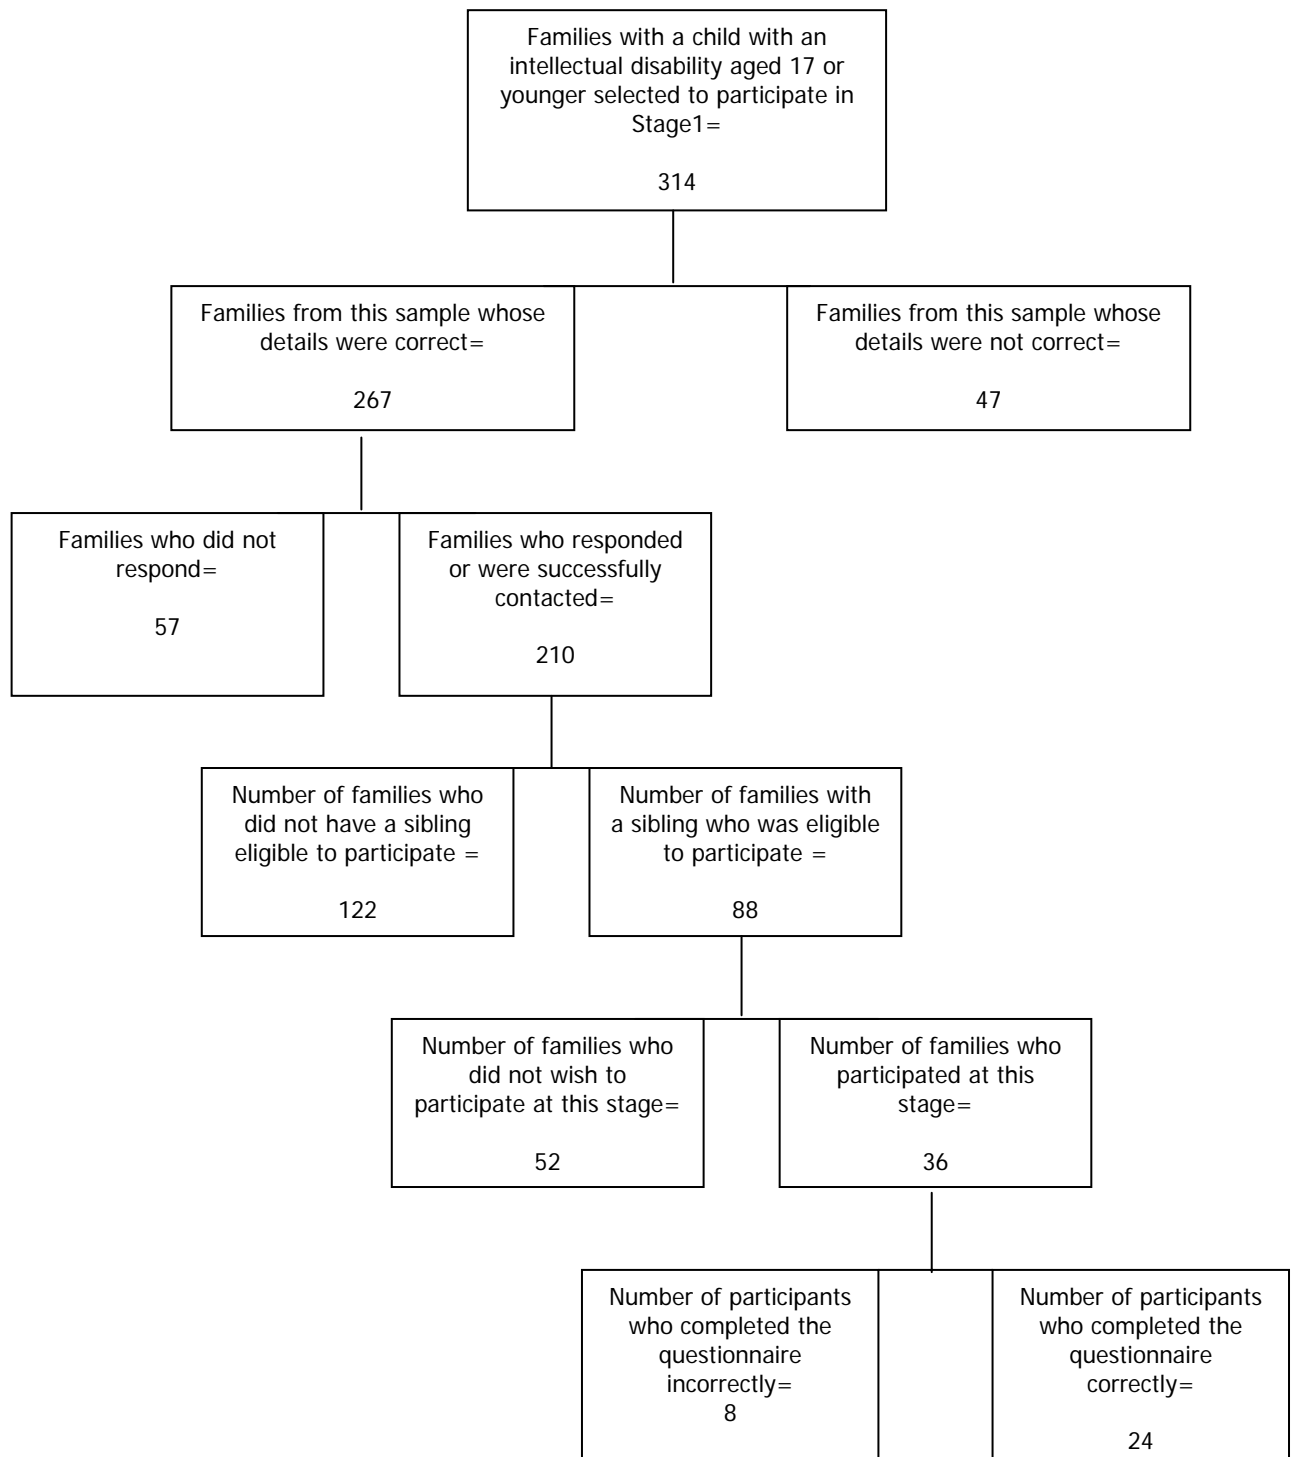 Families with a child with an
intellectual disability aged 17 or
younger selected to participate in
Stage1=
314
Families from this sample whose
details were correct=
267
Families from this sample whose
details were not correct=
47
Families who did not
respond=
57
Families who responded
or were successfully
contacted=
210
Number of families who
did not have a sibling
eligible to participate =
122
Number of families with
a sibling who was eligible
to participate =
88
Number of families who
did not wish to
participate at this stage=
52
Number of families who
participated at this
stage=
36
Number of participants
who completed the
questionnaire
incorrectly=
8
Number of participants
who completed the
questionnaire
correctly=
24